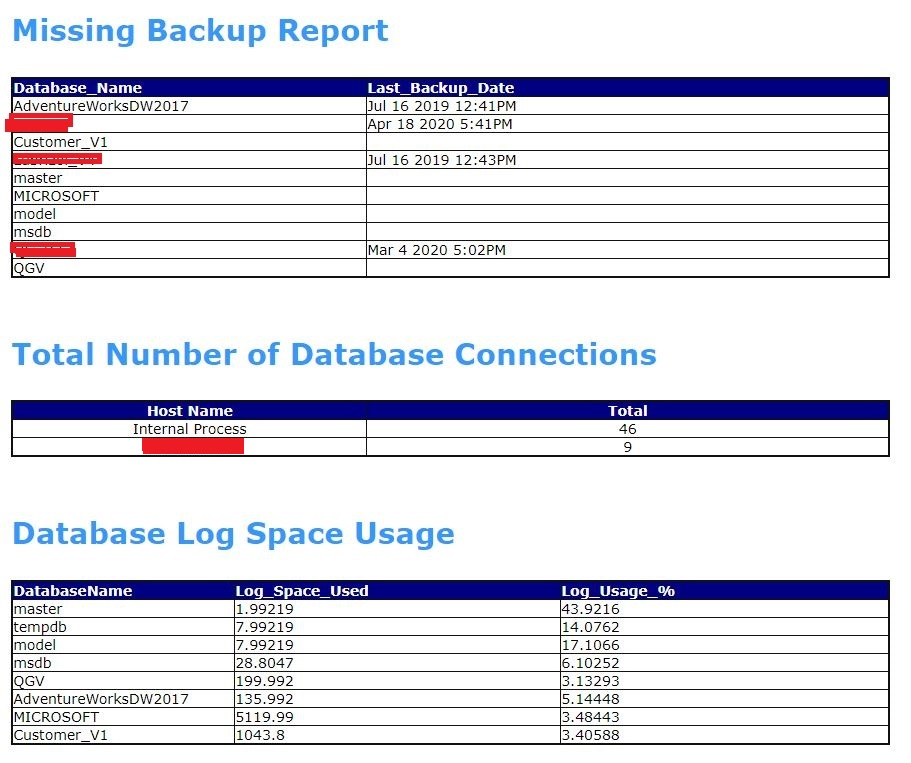 Missing Backup Report
Database_Name Last_Backup_Date
AdventureWorksDW2017 Jul 16 2019 12:41PM
Apr 18 2020 5:41PM
Customer_V1
Jul 16 2019 12:43PM
master
MICROSOFT
model
msdb
Mar 4 2020 5:02PM
QGV
Total Number of Database Connections
Host Name Total
Internal Process 46
9
Database Log Space Usage
DatabaseName Log_Space_Used Log_Usage_%
master 1.99219 43.9216
tempdb 7.99219 14.0762
model 7.99219 17.1066
msdb 28.8047 6.10252
QGV 199.992 3.13293
AdventureWorksDW2017 135.992 5.14448
MICROSOFT 5119.99 3.48443
Customer_V1 1043.8 3.40588